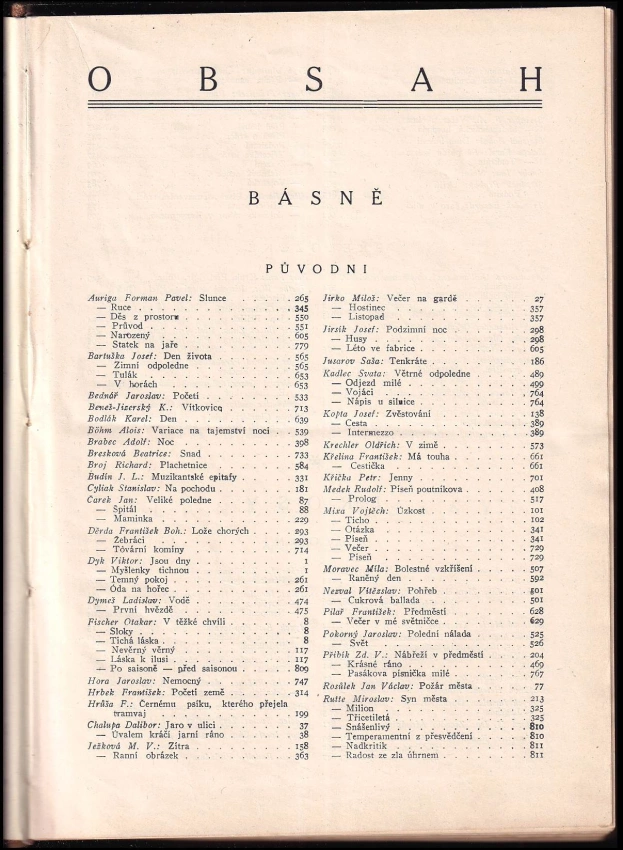 OBSAH
BÁSNĚ
PŮVODNI
Auriga Forman Pavel: Slunce . . . . . 265
— Ruce . . . . . 345
— Děs z prostoru . . . . . 550
— Průvod . . . . . 551
— Narozený . . . . . 605
— Statek na jaře . . . . . 779
Bartuška Josef: Den života . . . . . 565
— Zimní odpoledne . . . . . 565
— Tulák . . . . . 653
— V horách . . . . . 653
Bednář Jaroslav: Početí . . . . . 533
Beneš-Jizerský K.: Vítkovice . . . . . 713
Bodlák Karel: Den . . . . . 639
Böhm Alois: Variace na tajemství noci . . 539
Brabec Adolf: Noc . . . . . 398
Bresková Beatrice: Snad . . . . . 733
Broj Richard: Plachetnice . . . . . 584
Budín J. L.: Muzikantské epitafy . . . . . 331
Cyliak Stanislav: Na pochodu . . . . . 181
Čarek Jan: Veliké poledne . . . . . 87
— Spitál . . . . . 88
— Maminka . . . . . 229
Děrda František Boh.: Lože chorých . . . . . 293
— Žebráci . . . . . 293
— Tovární komíny . . . . . 714
Dyk Viktor: Jsou dny . . . . . 1
— Myšlenky tichnou . . . . . 1
— Temný pokoj . . . . . 261
— Óda na hořec . . . . . 261
Dymeš Ladislav: Vodě . . . . . 474
— První hvězdě . . . . . 475
Fischer Otakar: V těžké chvíli . . . . . 8
— Sloky . . . . . 8
— Tichá láska . . . . . 8
— Nevěrný věrný . . . . . 117
— Láska k ilusi . . . . . 117
— Po saisoně — před saisonou . . . . . 809
Hora Jaroslav: Nemocný . . . . . 747
Hrbek František: Početí země . . . . . 314
Hrůša F.: Černému psíku, kterého přejela
tramvaj . . . . . 199
Chalupa Dalibor: Jaro v ulici . . . . . 37
— Úvalem kráčí jarní ráno . . . . . 38
Ježková M. V.: Zítra . . . . . 158
— Ranní obrázek . . . . . 363
Jirko Miloš: Večer na gardě . . . . . 27
— Hostinec . . . . . 357
— Listopad . . . . . 357
Jirsík Josef: Podzimní noc . . . . . 298
— Husy . . . . . 298
— Léto ve fabrice . . . . . 605
Jusarov Saša: Tenkráte . . . . . 186
Kadlec Svata: Větrné odpoledne . . . . . 489
— Odjezd milé . . . . . 499
— Vojáci . . . . . 764
— Nápis u silnice . . . . . 764
Kopta Josef: Zvěstování . . . . . 138
— Cesta . . . . . 389
— Intermezzo . . . . . 389
Krechler Oldřich: V zimě . . . . . 573
Křelina František: Má touha . . . . . 661
— Cestička . . . . . 661
Křička Petr: Jenny . . . . . 701
Medek Rudolf: Píseň poutníkova . . . . . 408
— Prolog . . . . . 517
Mixa Vojtěch: Úzkost . . . . . 101
— Ticho . . . . . 102
— Otázka . . . . . 341
— Píseň . . . . . 341
— Večer . . . . . 729
— Píseň . . . . . 729
Moravec Míla: Bolestné vzkříšení . . . . . 507
— Raněný den . . . . . 592
Nezval Vítězslav: Pohřeb . . . . . 501
— Cukrová ballada . . . . . 501
Pilař František: Předměstí . . . . . 628
— Večer v mé světničce . . . . . 629
Pokorný Jaroslav: Polední nálada . . . . . 525
— Svět . . . . . 526
Přibík Zd. V.: Nábřeží v předměstí . . . . . 204
— Krásné ráno . . . . . 469
— Pasákova písnička milé . . . . . 767
Rosůlek Jan Václav: Požár města . . . . . 77
Rutte Miroslav: Syn města . . . . . 213
— Milion . . . . . 325
— Třicetiletá . . . . . 325
— Snášenlivý . . . . . 810
— Temperamentní z přesvědčení . . . . . 810
— Nadkritik . . . . . 811
— Radost ze zla úhrnem . . . . . 811